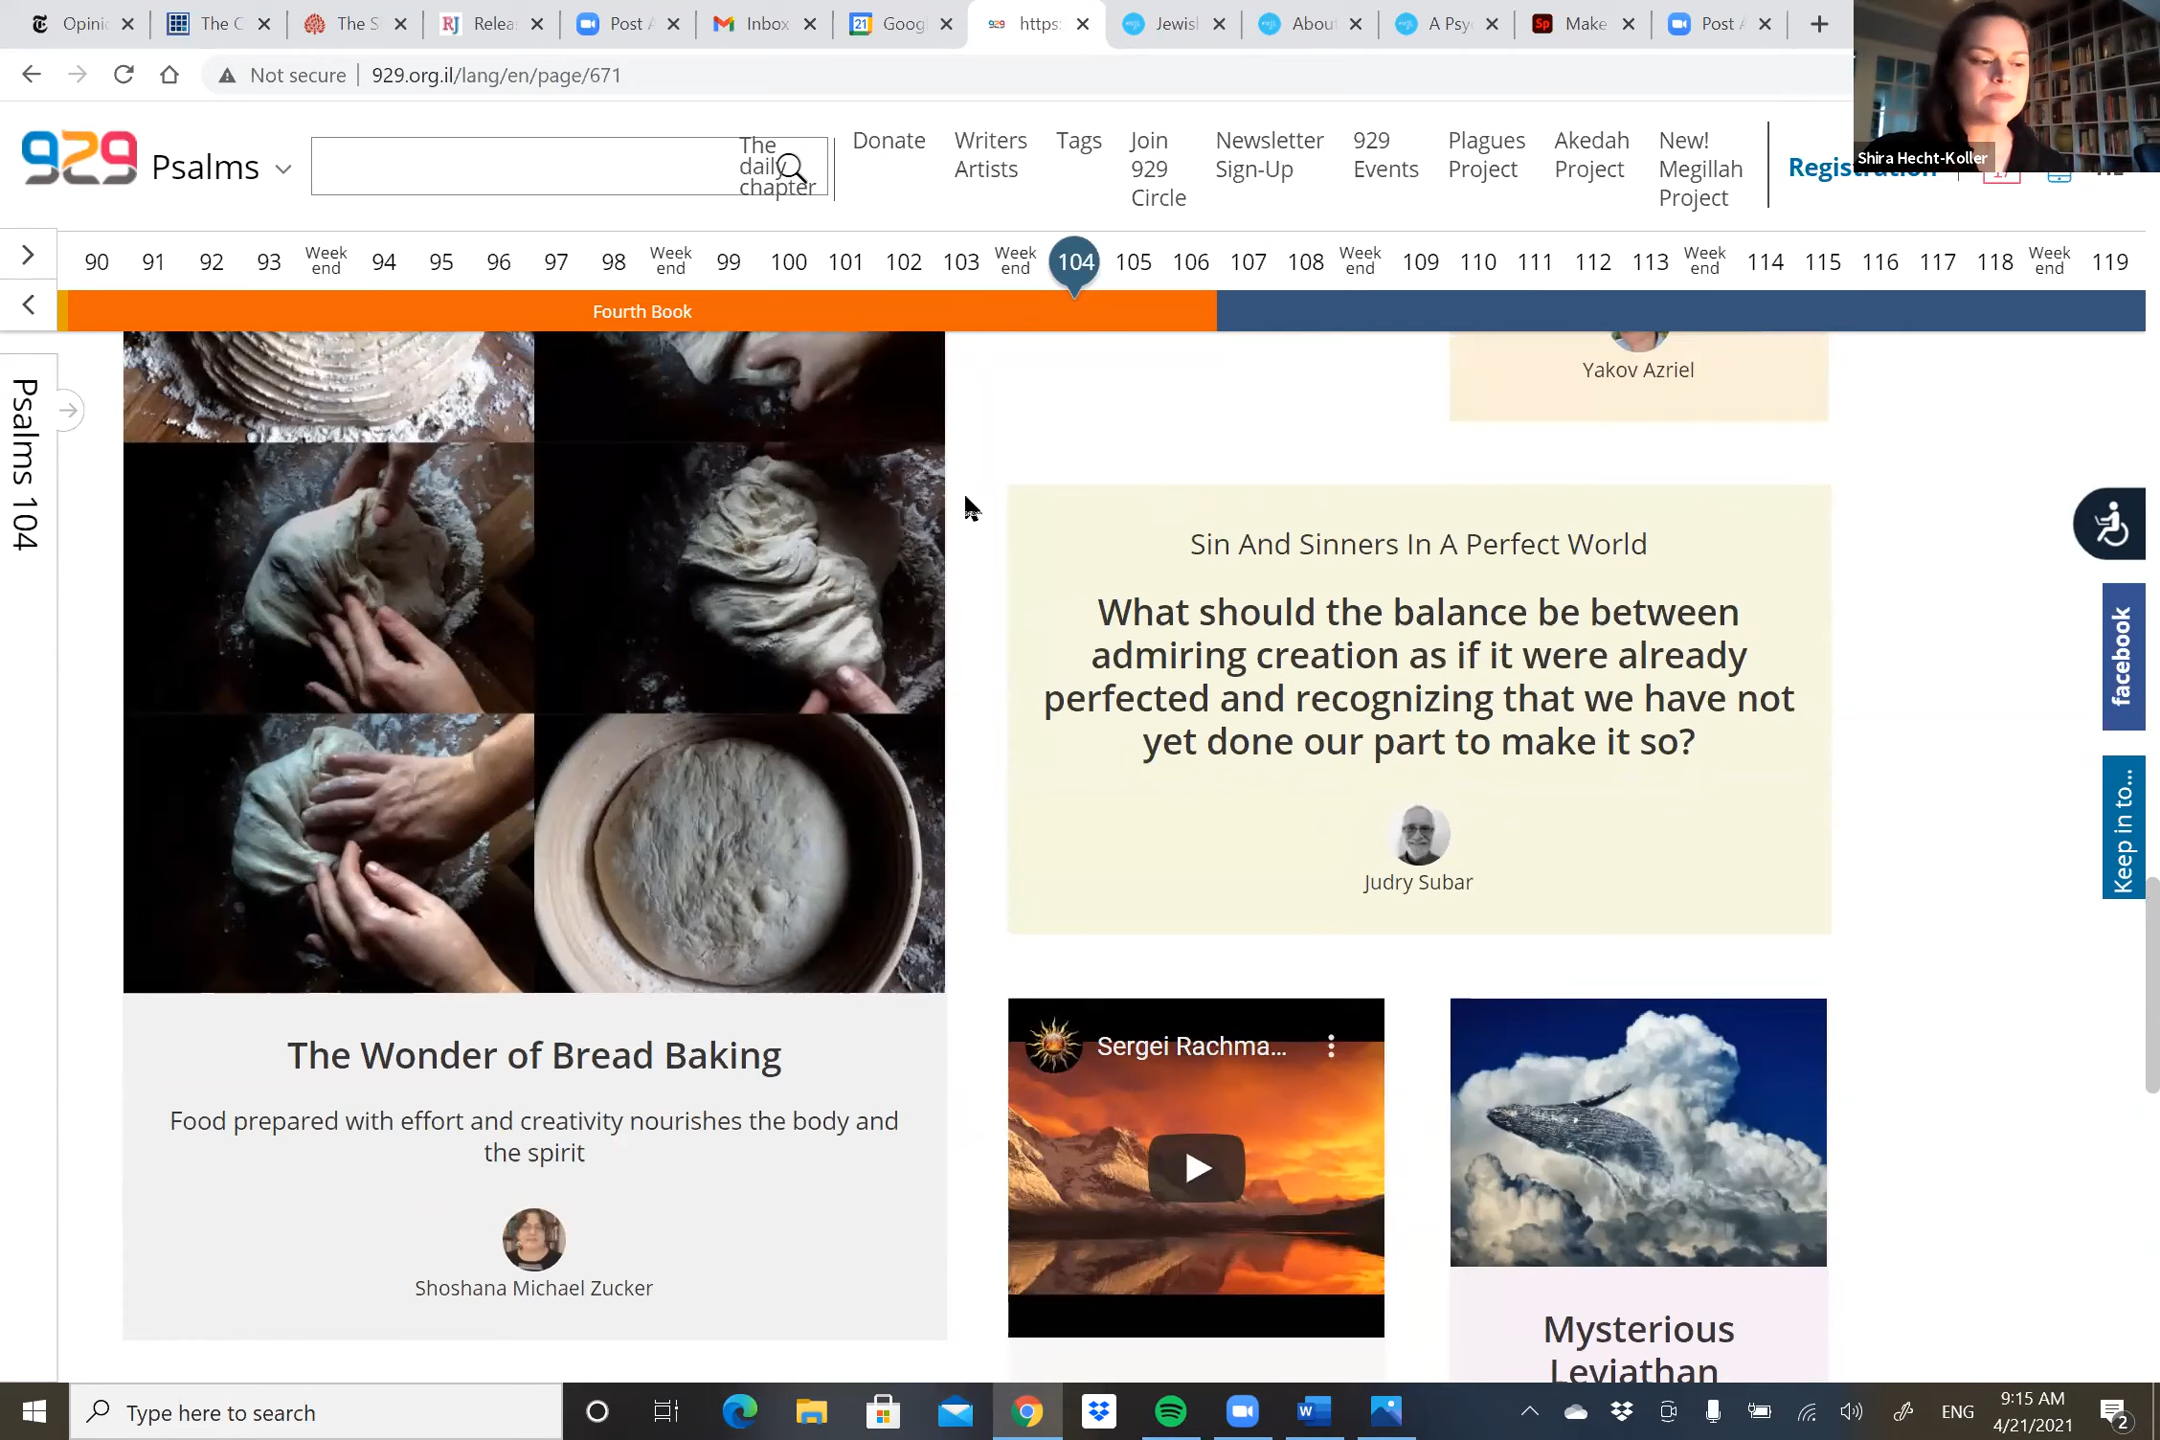 Opinic
The C
The S
Relea
Post A
Inbox
21
Goog
https:
Jewisl
About
A Psy
Make
Post A
Not secure
929.org.il/lang/en/page/671
Shira Hecht-Koller
929
Psalms
The
daily
chapter
Donate
Writers
Artists
Tags
Join
929
Circle
Newsletter
Sign-Up
929
Events
Plagues
Project
Akedah
Project
New!
Megillah
Project
Registration
90 91 92 93 Week end 94 95 96 97 98 Week end 99 100 101 102 103 Week end 104 105 106 107 108 Week end 109 110 111 112 113 Week end 114 115 116 117 118 Week end 119
Fourth Book
Psalms 104
Yakov Azriel
Sin And Sinners In A Perfect World
What should the balance be between
admiring creation as if it were already
perfected and recognizing that we have not
yet done our part to make it so?
Judry Subar
facebook
Keep in to...
The Wonder of Bread Baking
Food prepared with effort and creativity nourishes the body and
the spirit
Shoshana Michael Zucker
Sergei Rachma...
Mysterious
Leviathan
Type here to search
ENG
9:15 AM
4/21/2021
2